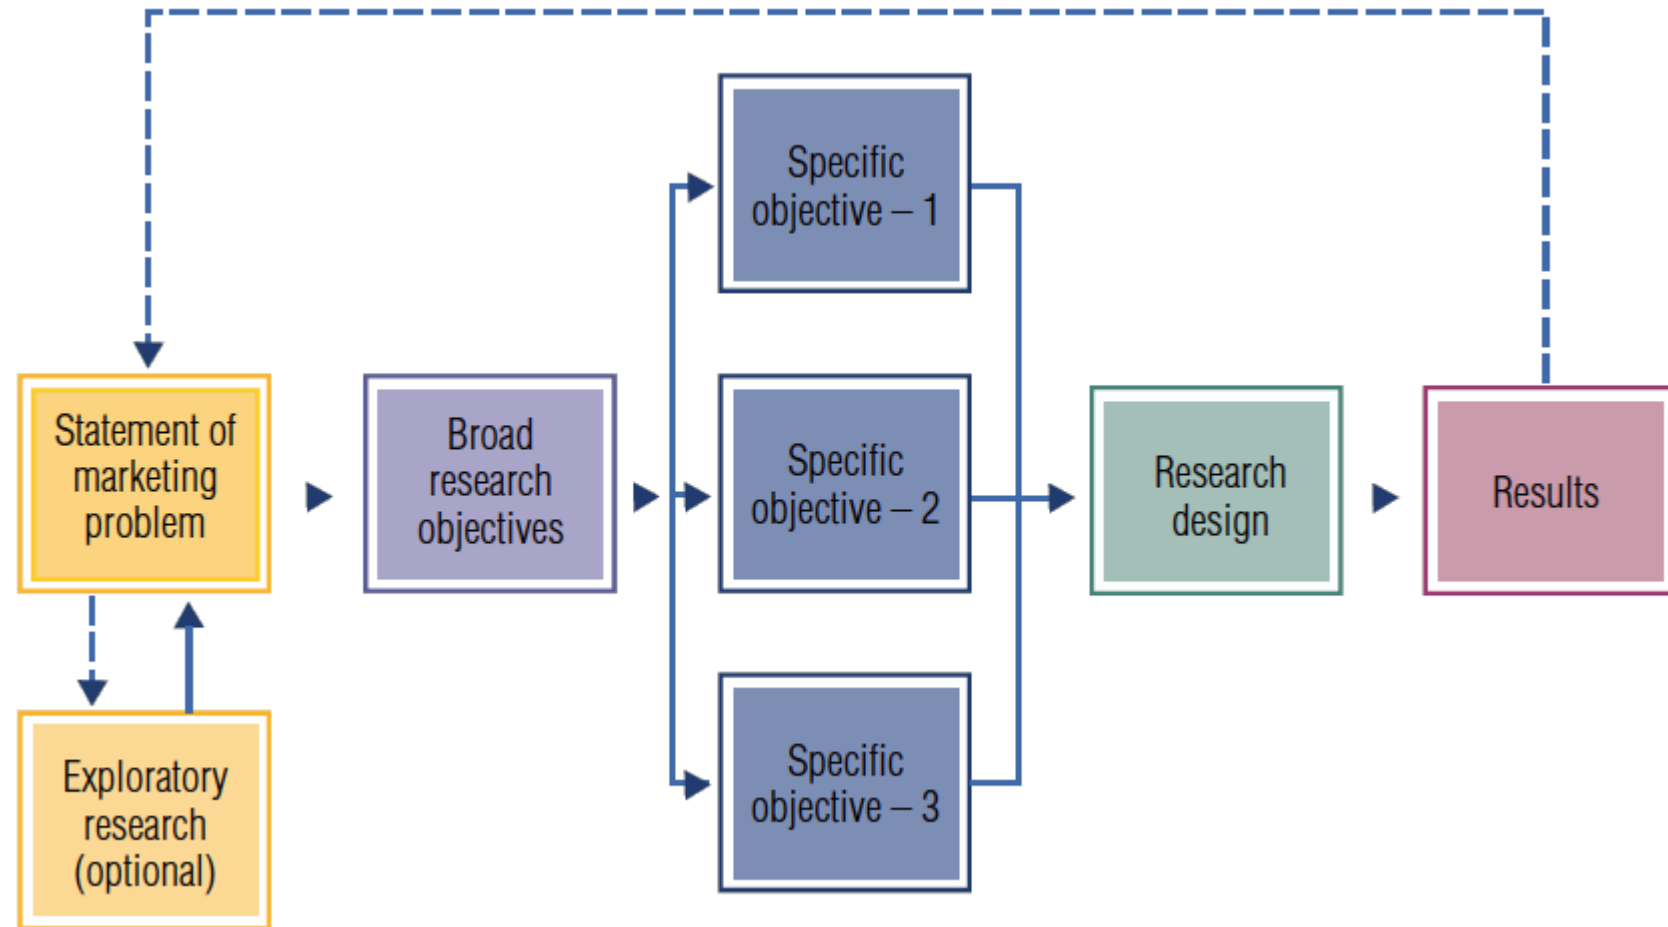 Statement of
marketing
problem
Exploratory
research
(optional)
Broad
research
objectives
Specific
objective – 1
Specific
objective – 2
Specific
objective – 3
Research
design
Results